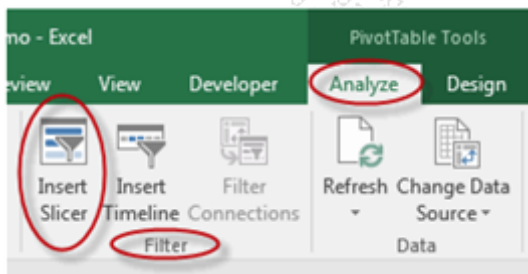 mo - Excel
PivotTable Tools
eview View Developer Analyze Design
Insert Slicer
Insert Timeline
Filter Connections
Refresh
Change Data Source
Filter
Data